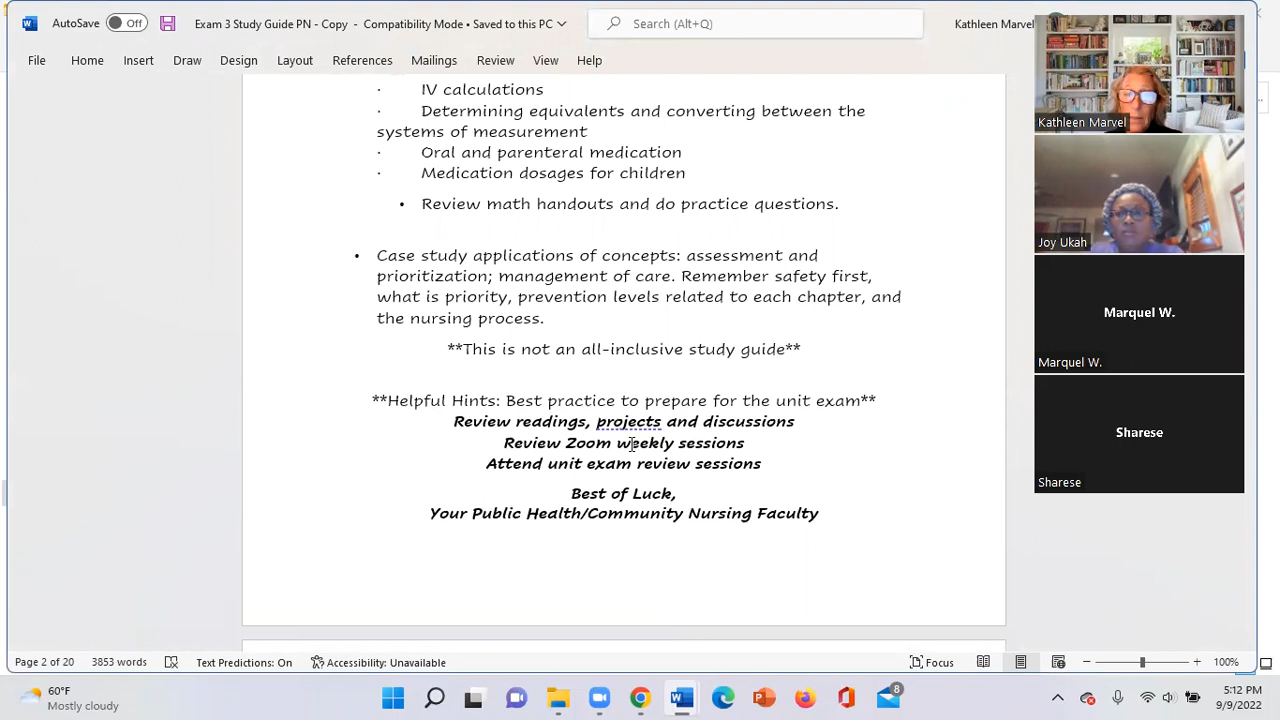 AutoSave
Off
Exam 3 Study Guide PN - Copy - Compatibility Mode • Saved to this PC
Search (Alt+Q)
Kathleen Marvel
File Home Insert Draw Design Layout References Mailings Review View Help
· IV calculations
· Determining equivalents and converting between the
systems of measurement
· Oral and parenteral medication
· Medication dosages for children
• Review math handouts and do practice questions.
• Case study applications of concepts: assessment and
prioritization; management of care. Remember safety first,
what is priority, prevention levels related to each chapter, and
the nursing process.
**This is not an all-inclusive study guide**
**Helpful Hints: Best practice to prepare for the unit exam**
Review readings, projects and discussions
Review Zoom weekly sessions
Attend unit exam review sessions
Best of Luck,
Your Public Health/Community Nursing Faculty
Kathleen Marvel
Joy Ukah
Marquel W.
Marquel W.
Sharese
Sharese
Page 2 of 20 3853 words Text Predictions: On Accessibility: Unavailable Focus 100%
60°F
Mostly cloudy
8
5:12 PM
9/9/2022